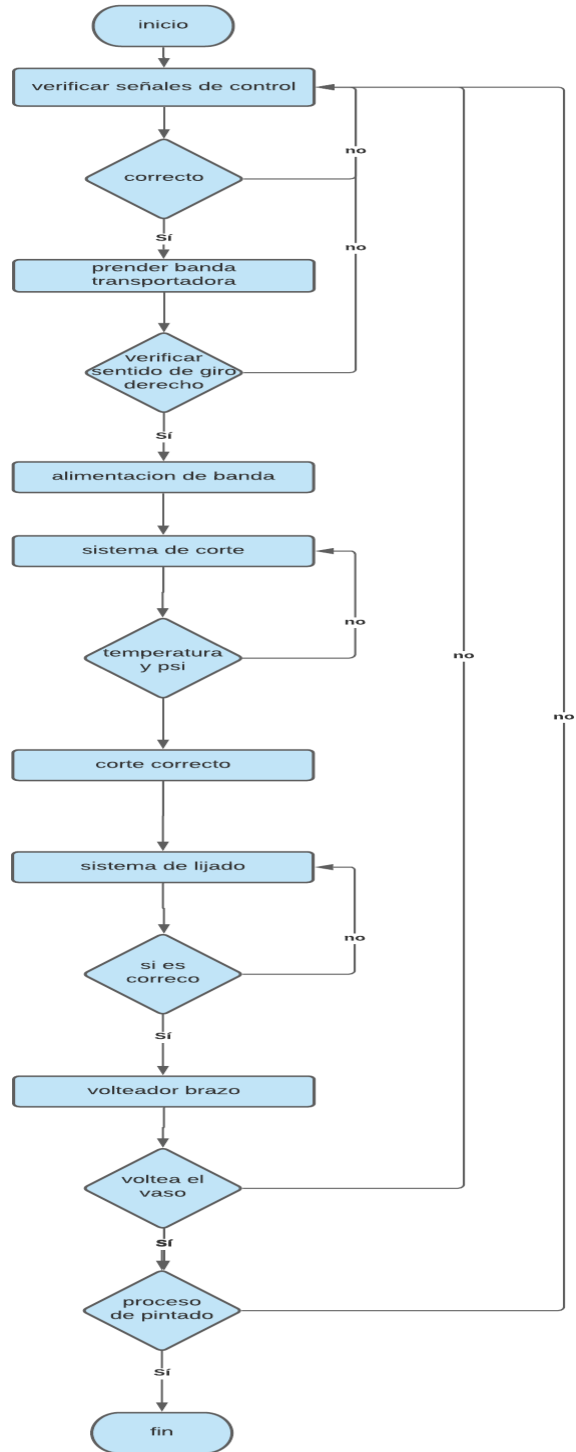 inicio
verificar señales de control
no
correcto
Sí
no
prender banda
transportadora
verificar
sentido de giro
derecho
Sí
alimentacion de banda
sistema de corte
no
temperatura
y psi
no
no
corte correcto
sistema de lijado
no
si es
correco
Sí
volteador brazo
voltea el
vaso
Sí
proceso
de pintado
Sí
fin